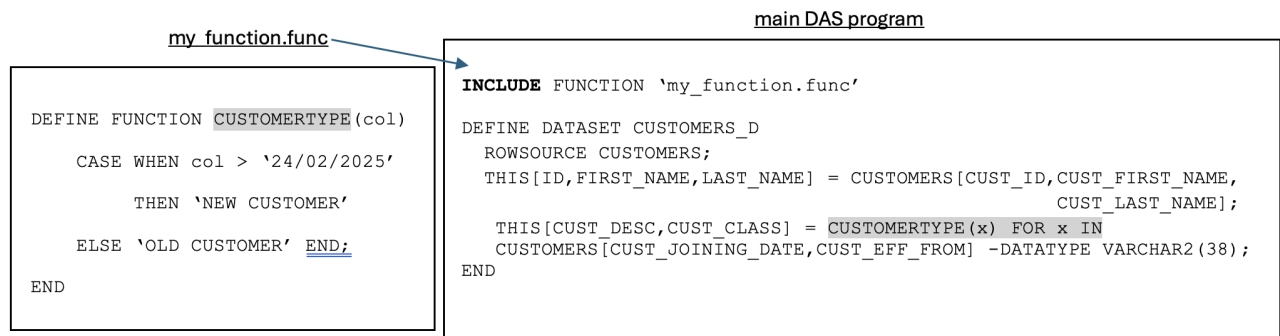 my_function.func
DEFINE FUNCTION CUSTOMERTYPE(col)
CASE WHEN col > ‘24/02/2025’
THEN ‘NEW CUSTOMER’
ELSE ‘OLD CUSTOMER’ END;
END
main DAS program
INCLUDE FUNCTION ‘my_function.func’
DEFINE DATASET CUSTOMERS_D
ROWSOURCE CUSTOMERS;
THIS[ID,FIRST_NAME,LAST_NAME] = CUSTOMERS[CUST_ID,CUST_FIRST_NAME,
CUST_LAST_NAME];
THIS[CUST_DESC,CUST_CLASS] = CUSTOMERTYPE(x) FOR x IN
CUSTOMERS[CUST_JOINING_DATE,CUST_EFF_FROM] -DATATYPE VARCHAR2(38);
END